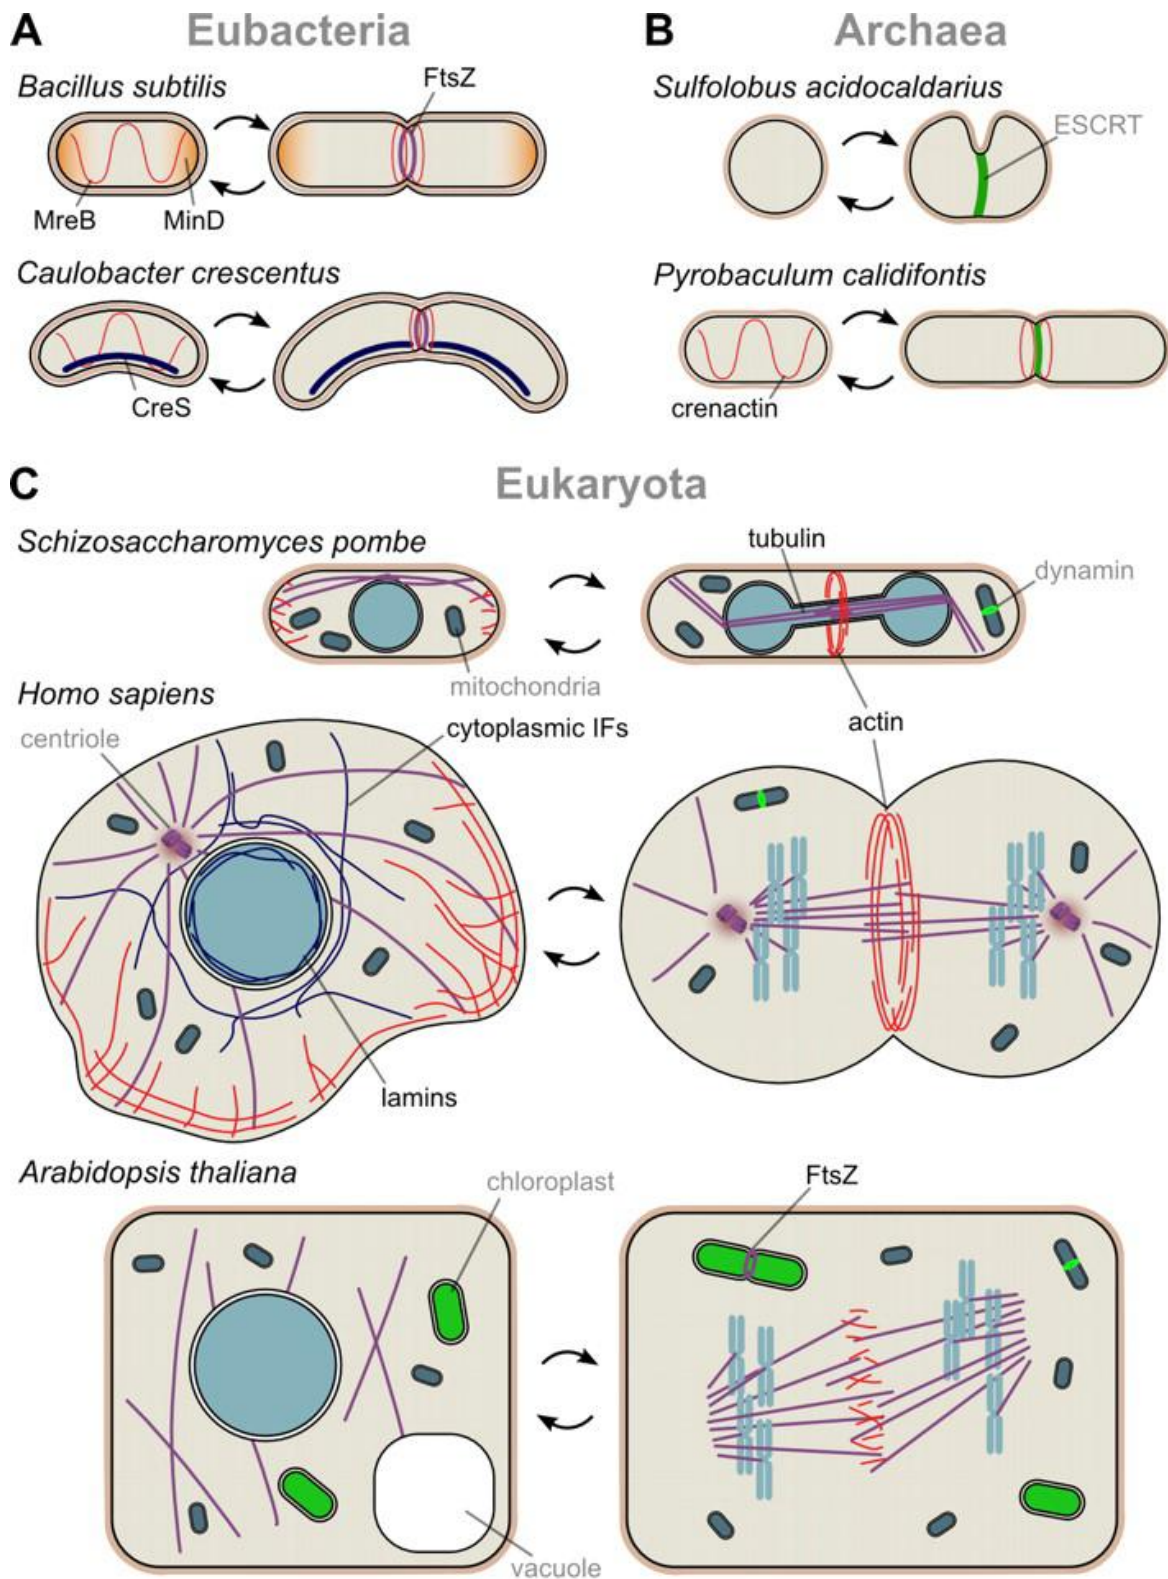 A Eubacteria
Bacillus subtilis
FtsZ
MreB
MinD
Caulobacter crescentus
CreS
B Archaea
Sulfolobus acidocaldarius
ESCRT
Pyrobaculum calidifontis
crenactin
C Eukaryota
Schizosaccharomyces pombe
tubulin
dynamin
mitochondria
Homo sapiens
centriole
cytoplasmic IFs
actin
lamins
Arabidopsis thaliana
chloroplast
FtsZ
vacuole